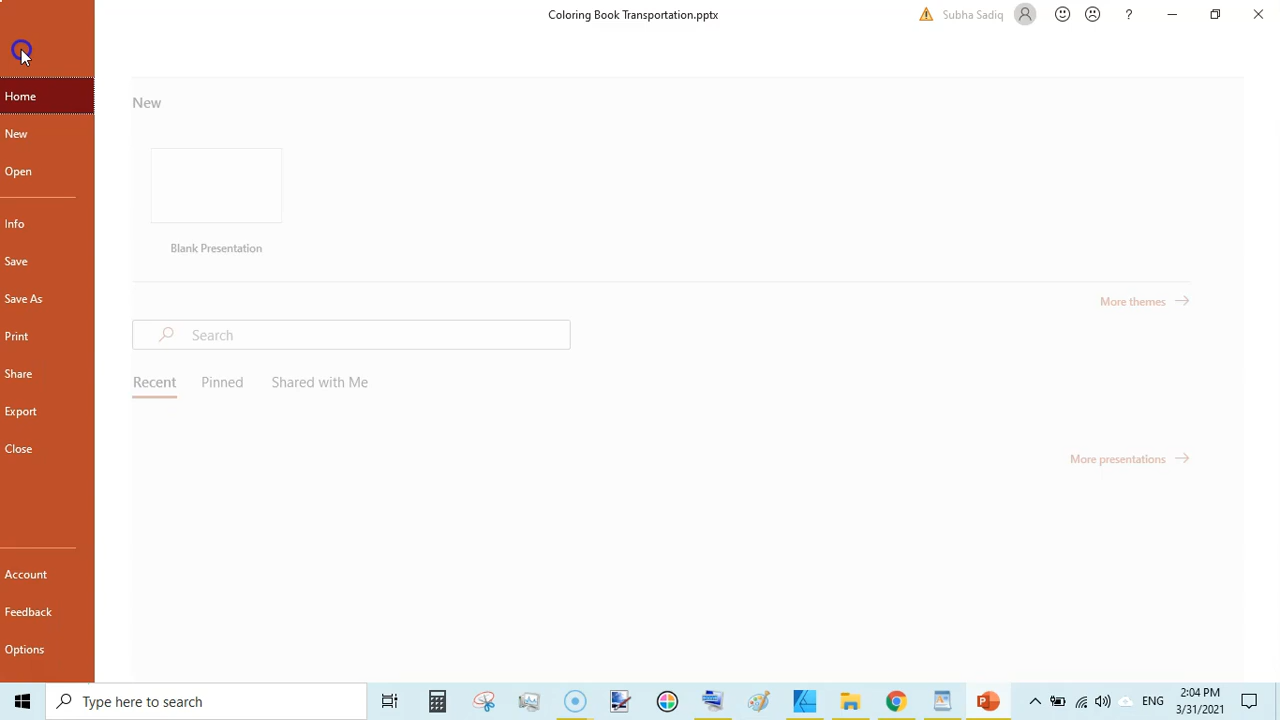 Coloring Book Transportation.pptx
Subha Sadiq
?
Home
New
Open
Info
Save
Save As
Print
Share
Export
Close
Account
Feedback
Options
New
Blank Presentation
More themes
Search
Recent Pinned Shared with Me
More presentations
Type here to search
ENG
2:04 PM
3/31/2021